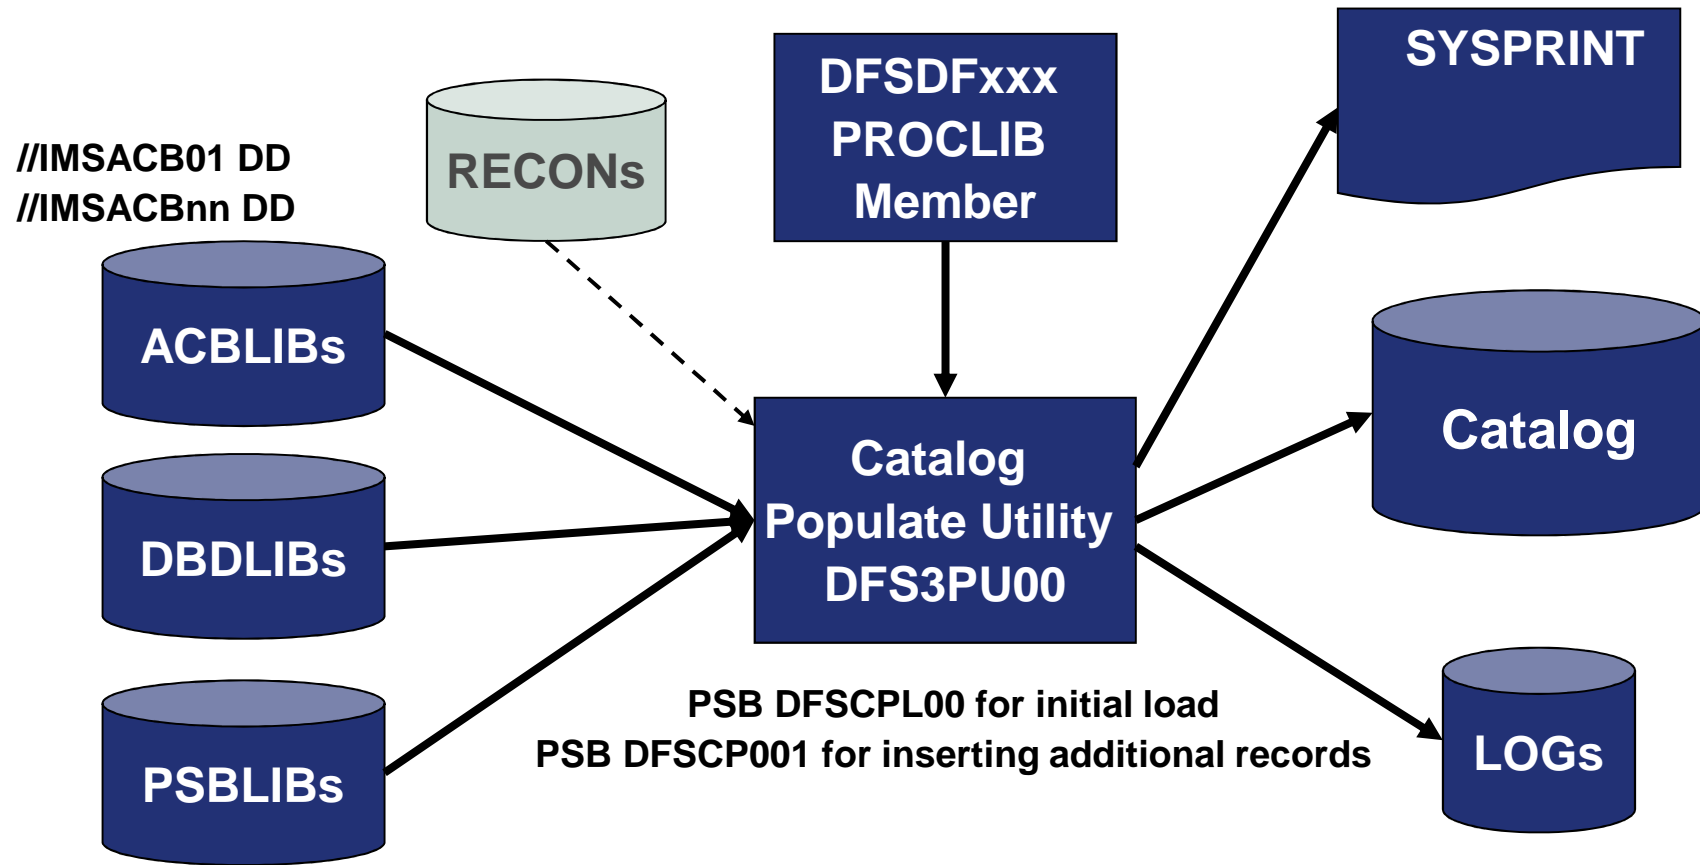 //IMSACB01 DD
//IMSACBnn DD
ACBLIBs
DBDLIBs
PSBLIBs
RECONs
DFSDFxxx
PROCLIB
Member
Catalog
Populate Utility
DFS3PU00
PSB DFSCPL00 for initial load
PSB DFSCP001 for inserting additional records
SYSPRINT
Catalog
LOGs